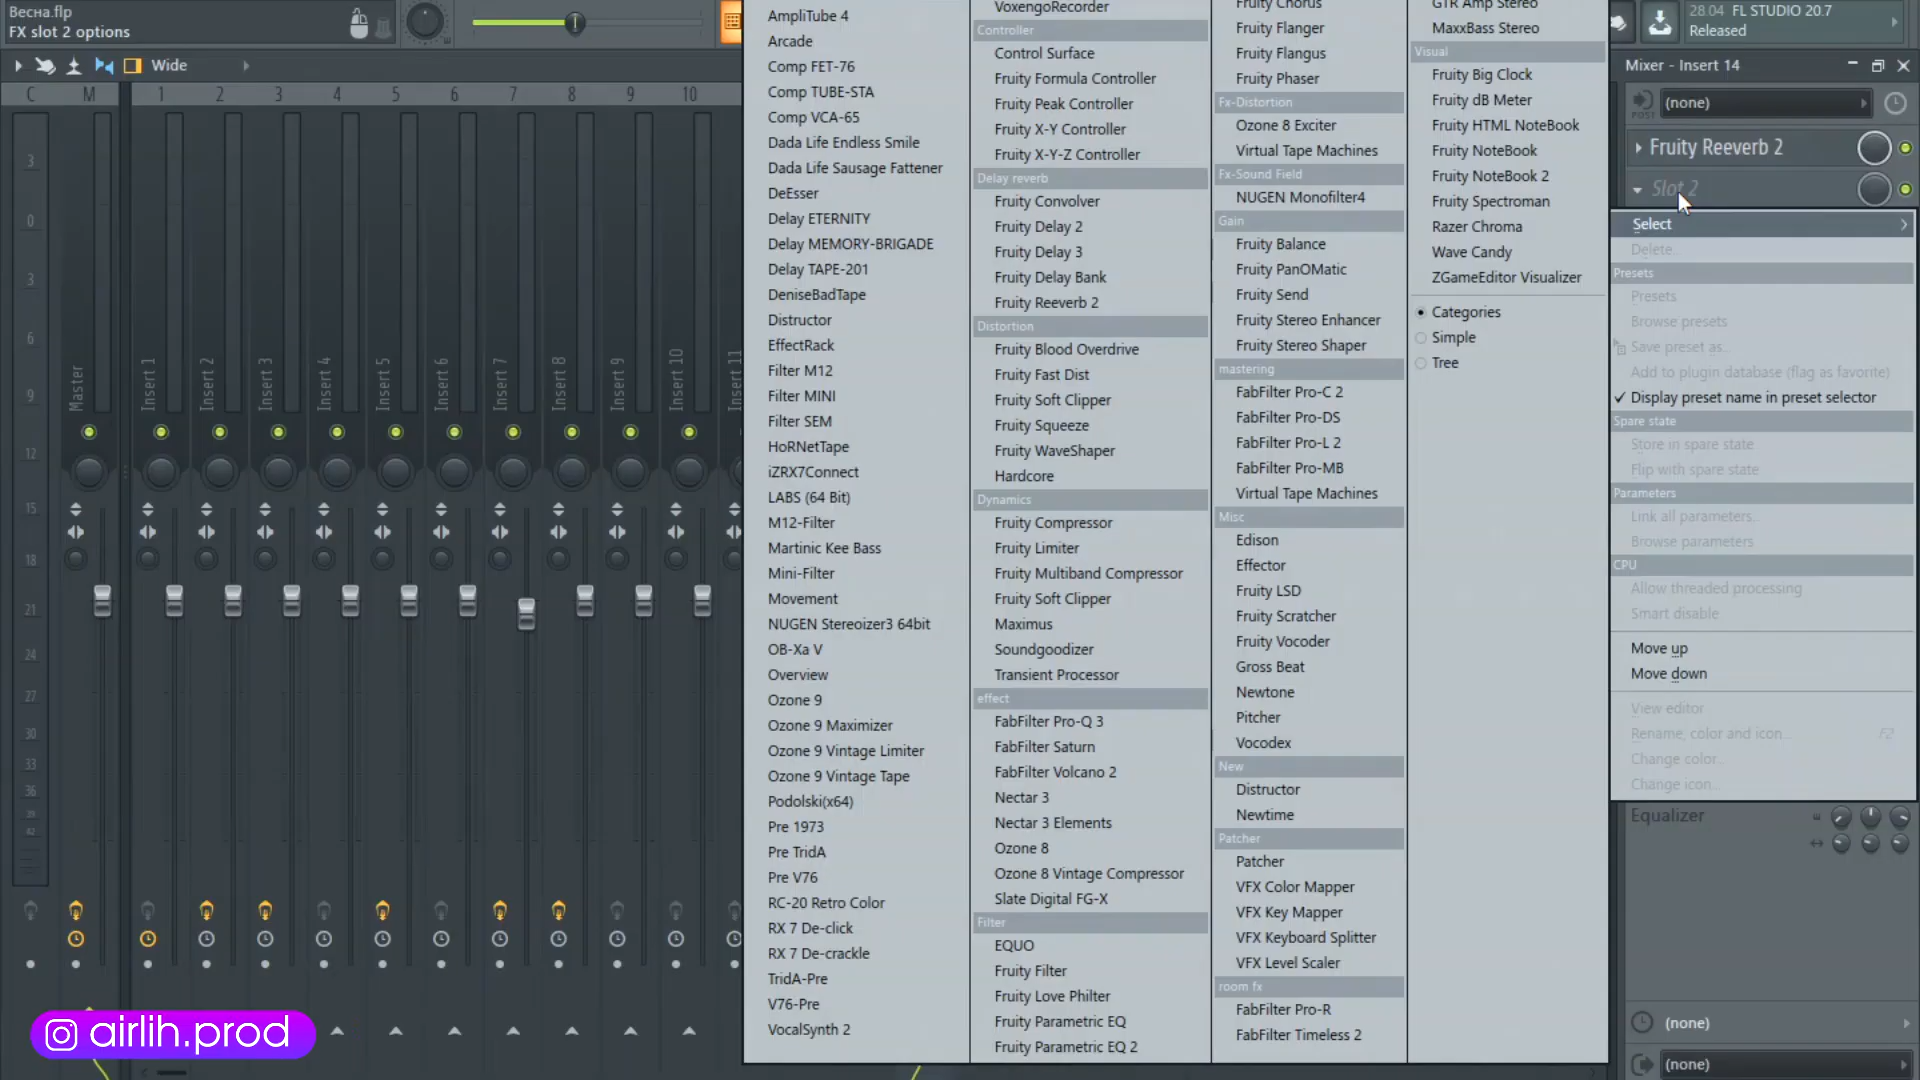 Весна.flp
FX slot 2 options
28.04 FL STUDIO 20.7
Released
Wide
C M 1 2 3 4 5 6 7 8 9 10
3
0
3
6
9
12
15
18
21
24
27
30
33
36
Master
Insert 1
Insert 2
Insert 3
Insert 4
Insert 5
Insert 6
Insert 7
Insert 8
Insert 9
Insert 10
airlih.prod
AmpliTube 4
Arcade
Comp FET-76
Comp TUBE-STA
Comp VCA-65
Dada Life Endless Smile
Dada Life Sausage Fattener
DeEsser
Delay ETERNITY
Delay MEMORY-BRIGADE
Delay TAPE-201
DeniseBadTape
Distructor
EffectRack
Filter M12
Filter MINI
Filter SEM
HoRNetTape
iZRX7Connect
LABS (64 Bit)
M12-Filter
Martinic Kee Bass
Mini-Filter
Movement
NUGEN Stereoizer3 64bit
OB-Xa V
Overview
Ozone 9
Ozone 9 Maximizer
Ozone 9 Vintage Limiter
Ozone 9 Vintage Tape
Podolski(x64)
Pre 1973
Pre TridA
Pre V76
RC-20 Retro Color
RX 7 De-click
RX 7 De-crackle
TridA-Pre
V76-Pre
VocalSynth 2
VoxengoRecorder
Controller
Control Surface
Fruity Formula Controller
Fruity Peak Controller
Fruity X-Y Controller
Fruity X-Y-Z Controller
Delay reverb
Fruity Convolver
Fruity Delay 2
Fruity Delay 3
Fruity Delay Bank
Fruity Reeverb 2
Distortion
Fruity Blood Overdrive
Fruity Fast Dist
Fruity Soft Clipper
Fruity Squeeze
Fruity WaveShaper
Hardcore
Dynamics
Fruity Compressor
Fruity Limiter
Fruity Multiband Compressor
Fruity Soft Clipper
Maximus
Soundgoodizer
Transient Processor
effect
FabFilter Pro-Q 3
FabFilter Saturn
FabFilter Volcano 2
Nectar 3
Nectar 3 Elements
Ozone 8
Ozone 8 Vintage Compressor
Slate Digital FG-X
Filter
EQUO
Fruity Filter
Fruity Love Philter
Fruity Parametric EQ
Fruity Parametric EQ 2
Fruity Chorus
Fruity Flanger
Fruity Flangus
Fruity Phaser
Fx-Distortion
Ozone 8 Exciter
Virtual Tape Machines
Fx-Sound Field
NUGEN Monofilter4
Gain
Fruity Balance
Fruity PanOMatic
Fruity Send
Fruity Stereo Enhancer
Fruity Stereo Shaper
mastering
FabFilter Pro-C 2
FabFilter Pro-DS
FabFilter Pro-L 2
FabFilter Pro-MB
Virtual Tape Machines
Misc
Edison
Effector
Fruity LSD
Fruity Scratcher
Fruity Vocoder
Gross Beat
Newtone
Pitcher
Vocodex
New
Distructor
Newtime
Patcher
Patcher
VFX Color Mapper
VFX Key Mapper
VFX Keyboard Splitter
VFX Level Scaler
room fx
FabFilter Pro-R
FabFilter Timeless 2
GTR Amp Stereo
MaxxBass Stereo
Visual
Fruity Big Clock
Fruity dB Meter
Fruity HTML NoteBook
Fruity NoteBook
Fruity NoteBook 2
Fruity Spectroman
Razer Chroma
Wave Candy
ZGameEditor Visualizer
Categories
Simple
Tree
Mixer - Insert 14
POST
(none)
Fruity Reeverb 2
Slot 2
Select
Delete
Presets
Presets
Browse presets
Save preset as...
Add to plugin database (flag as favorite)
Display preset name in preset selector
Spare state
Store in spare state
Flip with spare state
Parameters
Link all parameters...
Browse parameters
CPU
Allow threaded processing
Smart disable
Move up
Move down
View editor
Rename, color and icon... F2
Change color...
Change icon...
Equalizer
(none)
(none)